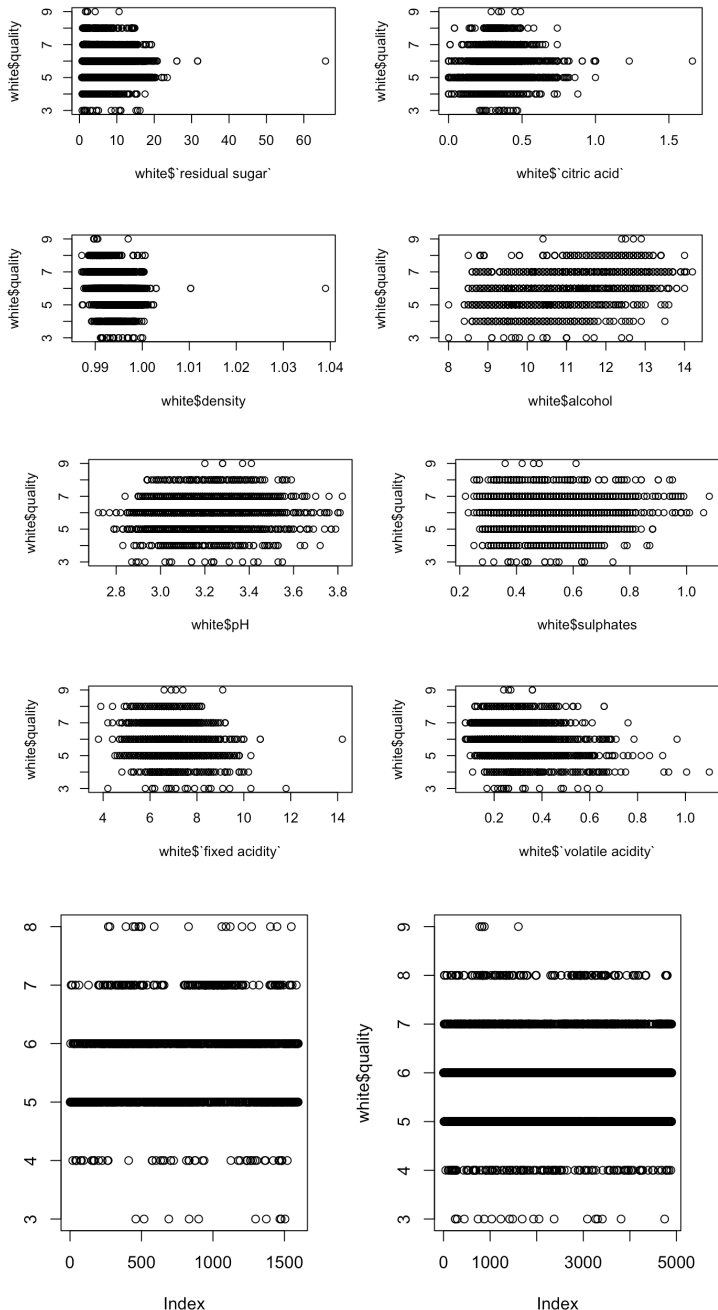 white$quality
3 5 7 9
0 10 20 30 40 50 60
white$`residual sugar`
white$quality
3 5 7 9
0.0 0.5 1.0 1.5
white$`citric acid`
white$quality
3 5 7 9
0.99 1.00 1.01 1.02 1.03 1.04
white$density
white$quality
3 5 7 9
8 9 10 11 12 13 14
white$alcohol
white$quality
3 5 7 9
2.8 3.0 3.2 3.4 3.6 3.8
white$pH
white$quality
3 5 7 9
0.2 0.4 0.6 0.8 1.0
white$sulphates
white$quality
3 5 7 9
4 6 8 10 12 14
white$`fixed acidity`
white$quality
3 5 7 9
0.2 0.4 0.6 0.8 1.0
white$`volatile acidity`
3 4 5 6 7 8
0 500 1000 1500
Index
white$quality
3 4 5 6 7 8 9
0 1000 3000 5000
Index